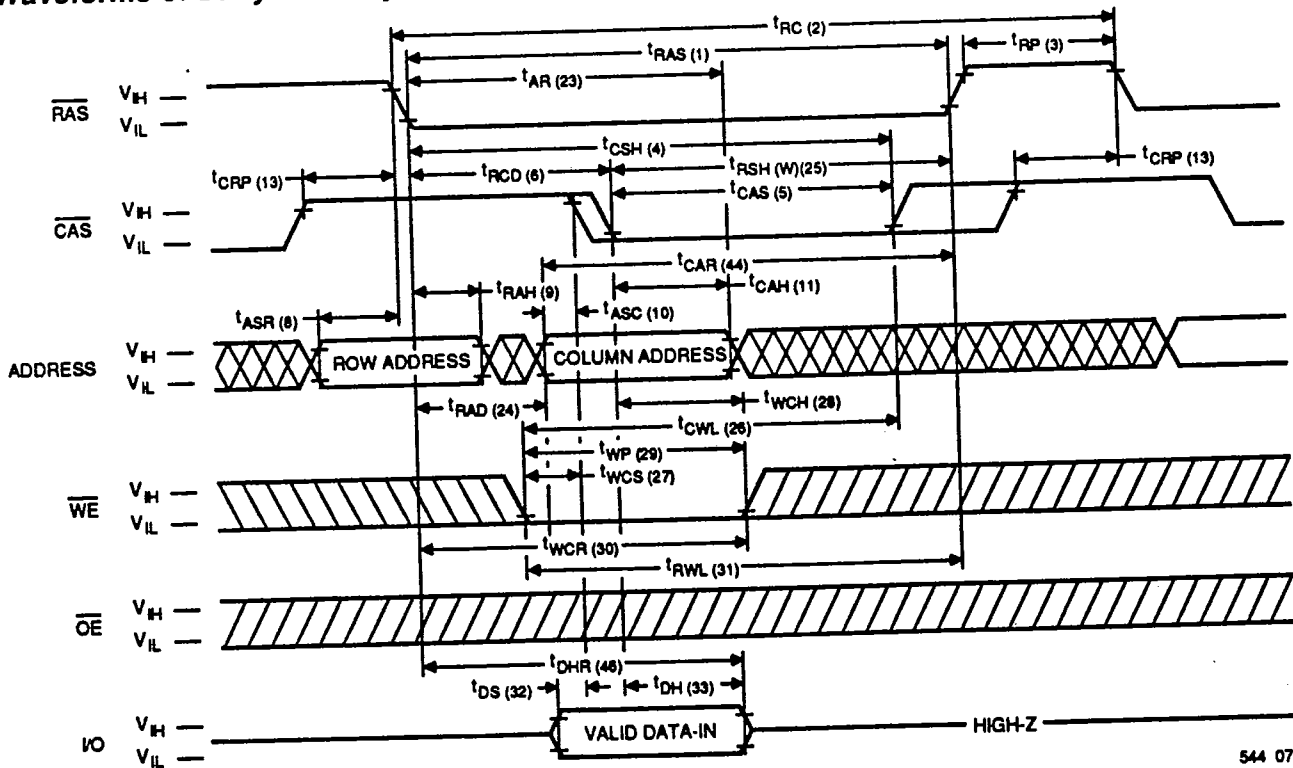 Waveforms of
tRC (2)
tRAS (1)
tRP (3)
tAR (23)
RAS
VIH
VIL
tCSH (4)
tCRP (13)
tRCD (6)
tRSH (W)(25)
tCRP (13)
tCAS (5)
CAS
VIH
VIL
tCAR (44)
tRAH (9)
tCAH (11)
tASR (8)
tASC (10)
ADDRESS
VIH
VIL
ROW ADDRESS
COLUMN ADDRESS
tRAD (24)
tWCH (28)
tCWL (26)
tWP (29)
tWCS (27)
WE
VIH
VIL
tWCR (30)
tRWL (31)
OE
VIH
VIL
tDHR (46)
tDS (32)
tDH (33)
I/O
VIH
VIL
VALID DATA-IN
HIGH-Z
544 07